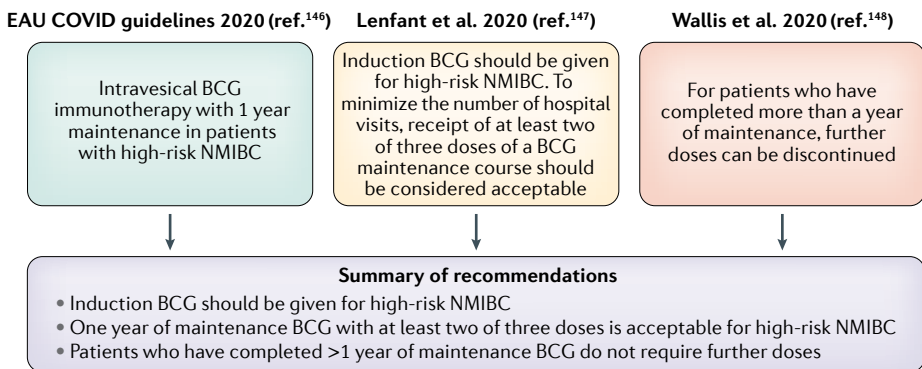 EAU COVID guidelines 2020 (ref.¹⁴⁶)
Intravesical BCG
immunotherapy with 1 year
maintenance in patients
with high-risk NMIBC
Lenfant et al. 2020 (ref.¹⁴⁷)
Induction BCG should be given
for high-risk NMIBC. To
minimize the number of hospital
visits, receipt of at least two
of three doses of a BCG
maintenance course should
be considered acceptable
Wallis et al. 2020 (ref.¹⁴⁸)
For patients who have
completed more than a year
of maintenance, further
doses can be discontinued
Summary of recommendations
• Induction BCG should be given for high-risk NMIBC
• One year of maintenance BCG with at least two of three doses is acceptable for high-risk NMIBC
• Patients who have completed >1 year of maintenance BCG do not require further doses